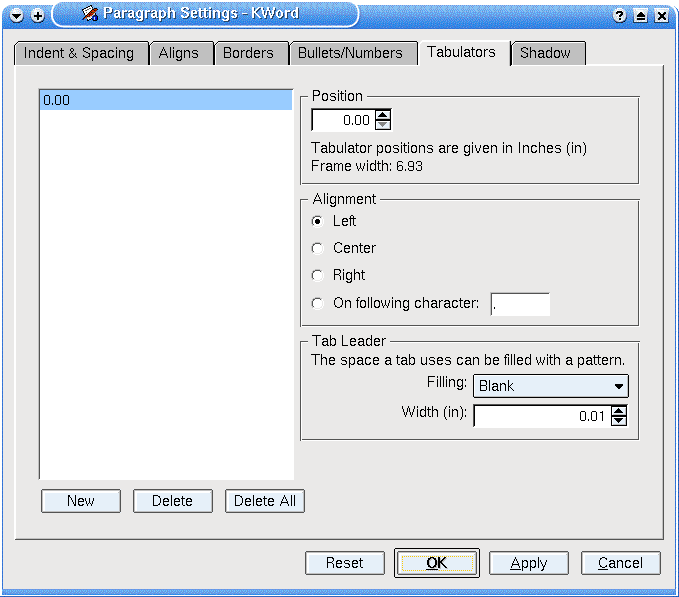 Paragraph Settings - KWord
Indent & Spacing Aligns Borders Bullets/Numbers Tabulators Shadow
0.00
Position
0.00
Tabulator positions are given in Inches (in)
Frame width: 6.93
Alignment
Left
Center
Right
On following character: .
Tab Leader
The space a tab uses can be filled with a pattern.
Filling: Blank
Width (in): 0.01
New Delete Delete All
Reset OK Apply Cancel